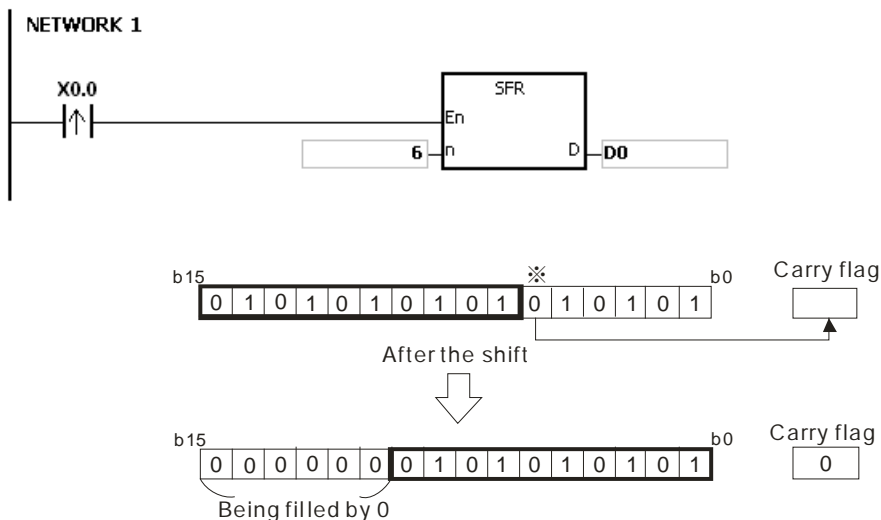 NETWORK 1
X0.0
SFR
En
6 n D D0
b15 ※ b0 Carry flag
0 1 0 1 0 1 0 1 0 1 0 1 0 1 0 1
After the shift
b15 b0 Carry flag
0 0 0 0 0 0 0 1 0 1 0 1 0 1 0 1 0
Being filled by 0